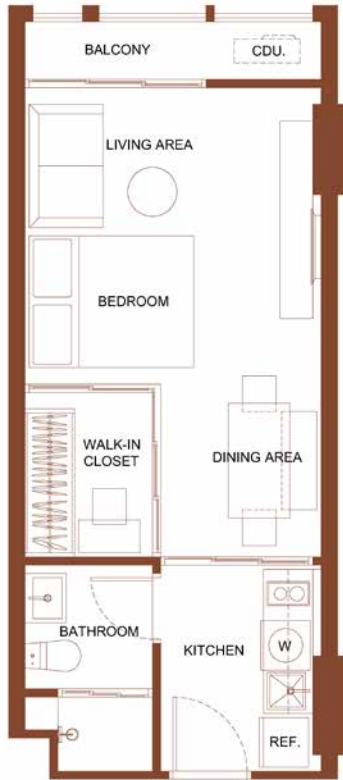 BALCONY
CDU.
LIVING AREA
BEDROOM
WALK-IN
CLOSET
DINING AREA
BATHROOM
KITCHEN
W
REF.